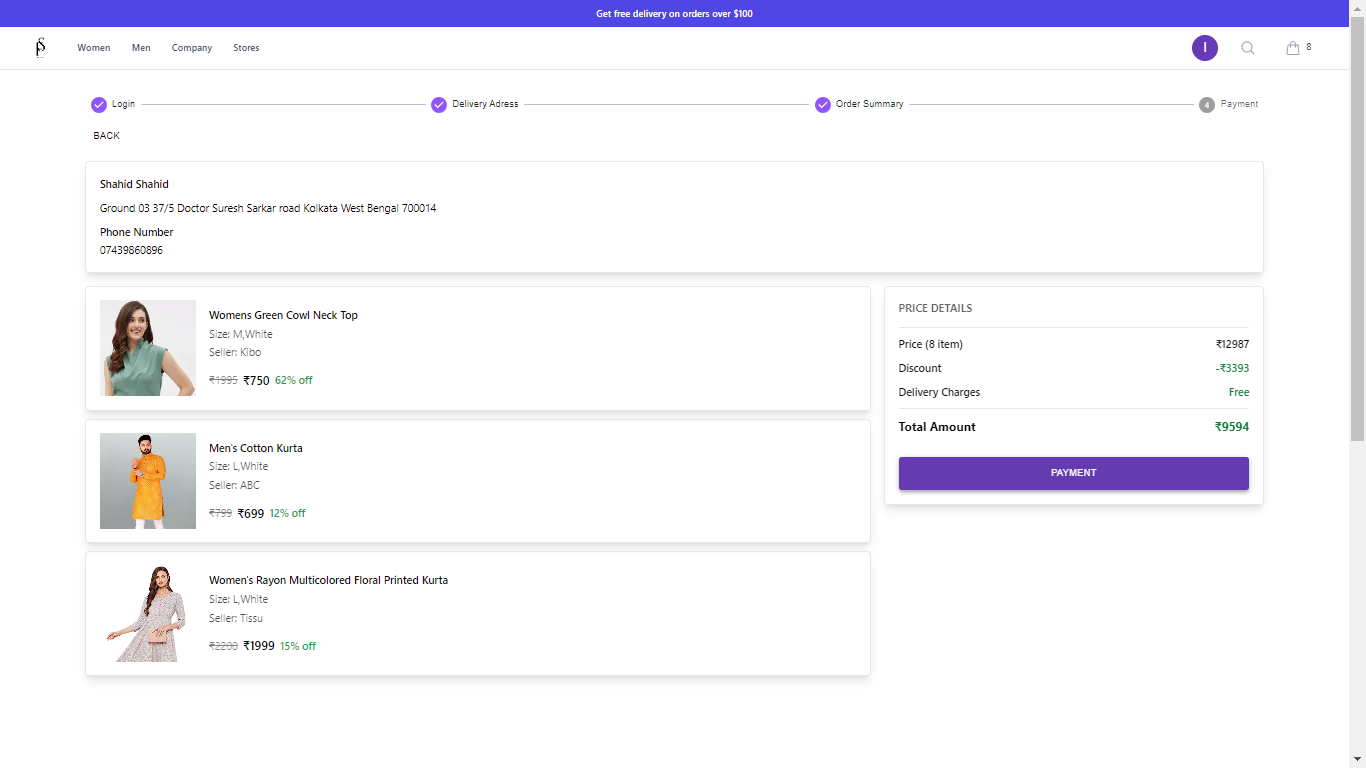 Get free delivery on orders over $100
Women Men Company Stores
I
8
Login
Delivery Adress
Order Summary
4 Payment
BACK
Shahid Shahid
Ground 03 37/5 Doctor Suresh Sarkar road Kolkata West Bengal 700014
Phone Number
07439860896
Womens Green Cowl Neck Top
Size: M,White
Seller: Kibo
₹1995 ₹750 62% off
Men's Cotton Kurta
Size: L,White
Seller: ABC
₹799 ₹699 12% off
Women's Rayon Multicolored Floral Printed Kurta
Size: L,White
Seller: Tissu
₹2200 ₹1999 15% off
PRICE DETAILS
Price (8 item) ₹12987
Discount -₹3393
Delivery Charges Free
Total Amount ₹9594
PAYMENT